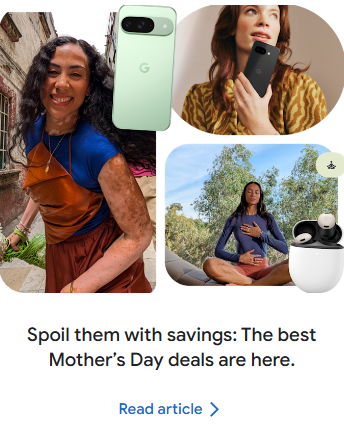 G
Spoil them with savings: The best
Mother's Day deals are here.
Read article